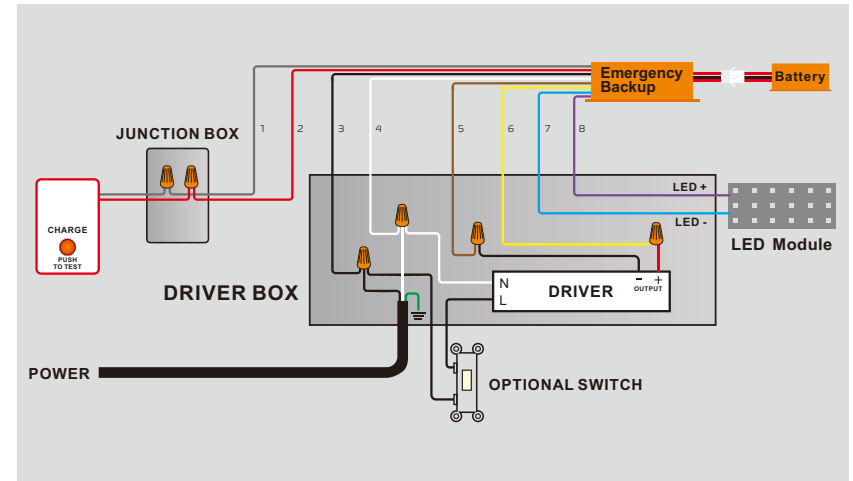 Emergency
Backup
Battery
1
2
3
4
5
6
7
8
JUNCTION BOX
CHARGE
PUSH
TO TEST
LED +
LED -
LED Module
DRIVER BOX
N
L
DRIVER
- +
OUTPUT
POWER
OPTIONAL SWITCH